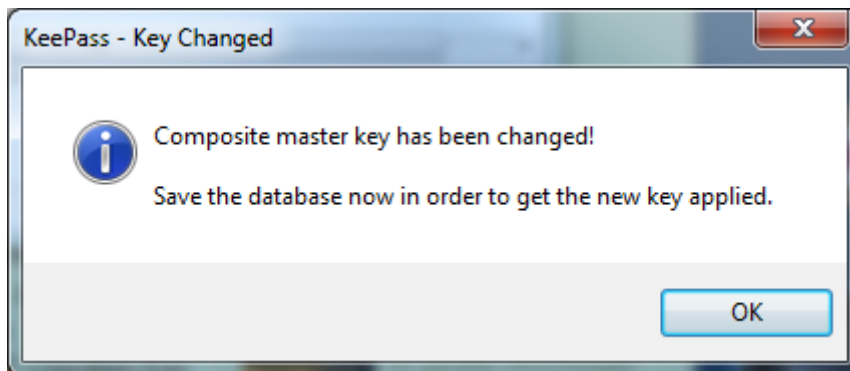 KeePass - Key Changed
Composite master key has been changed!
Save the database now in order to get the new key applied.
OK